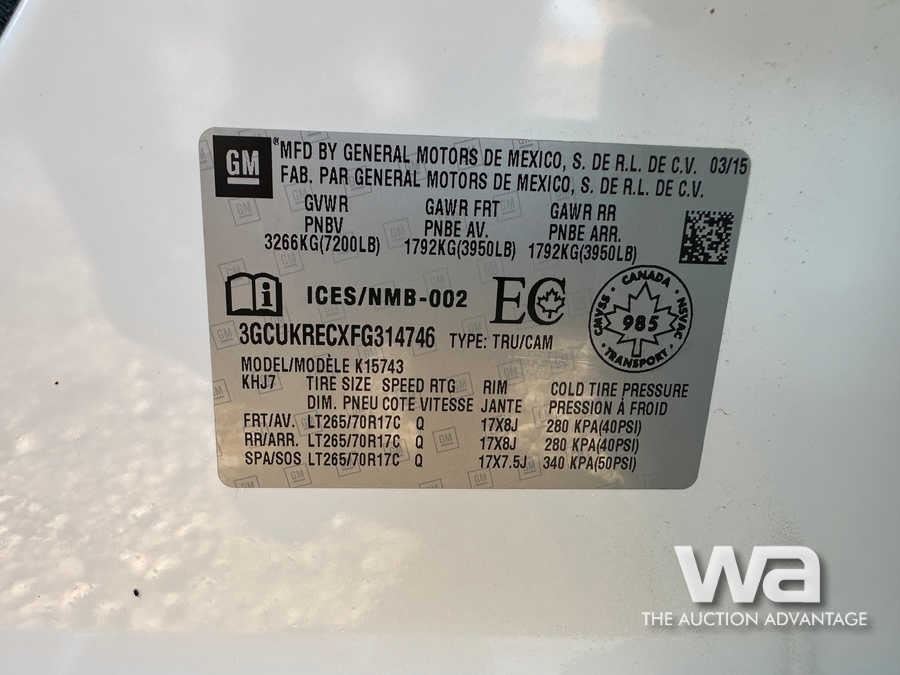 GM
MFD BY GENERAL MOTORS DE MEXICO, S. DE R.L. DE C.V. 03/15
FAB. PAR GENERAL MOTORS DE MEXICO, S. DE R.L. DE C.V.
GVWR GAWR FRT GAWR RR
PNBV PNBE AV. PNBE ARR.
3266KG(7200LB) 1792KG(3950LB) 1792KG(3950LB)
ICES/NMB-002 EC
CANADA CMVSS NSVAC 985 TRANSPORT
3GCUKRECXFG314746 TYPE: TRU/CAM
MODEL/MODÈLE K15743
KHJ7 TIRE SIZE SPEED RTG RIM COLD TIRE PRESSURE
DIM. PNEU COTE VITESSE JANTE PRESSION À FROID
FRT/AV. LT265/70R17C Q 17X8J 280 KPA(40PSI)
RR/ARR. LT265/70R17C Q 17X8J 280 KPA(40PSI)
SPA/SOS LT265/70R17C Q 17X7.5J 340 KPA(50PSI)
wa
THE AUCTION ADVANTAGE